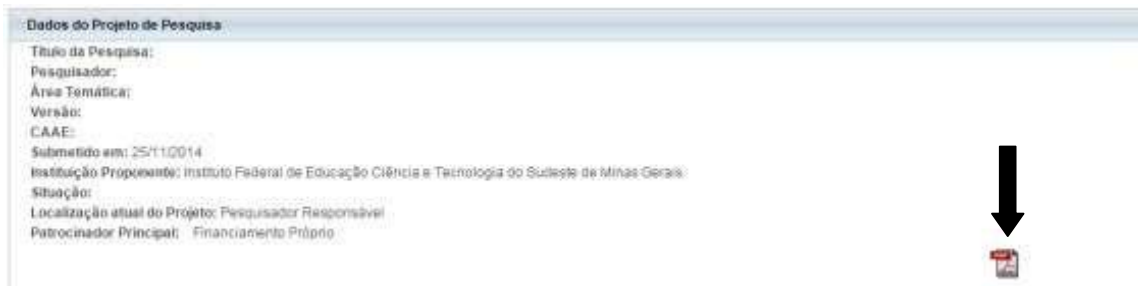 Dados do Projeto de Pesquisa
Título da Pesquisa:
Pesquisador:
Área Temática:
Versão:
CAAE:
Submetido em: 25/11/2014
Instituição Proponente: Instituto Federal de Educação Ciência e Tecnologia do Sudeste de Minas Gerais
Situação:
Localização atual do Projeto: Pesquisador Responsável
Patrocinador Principal: Financiamento Próprio